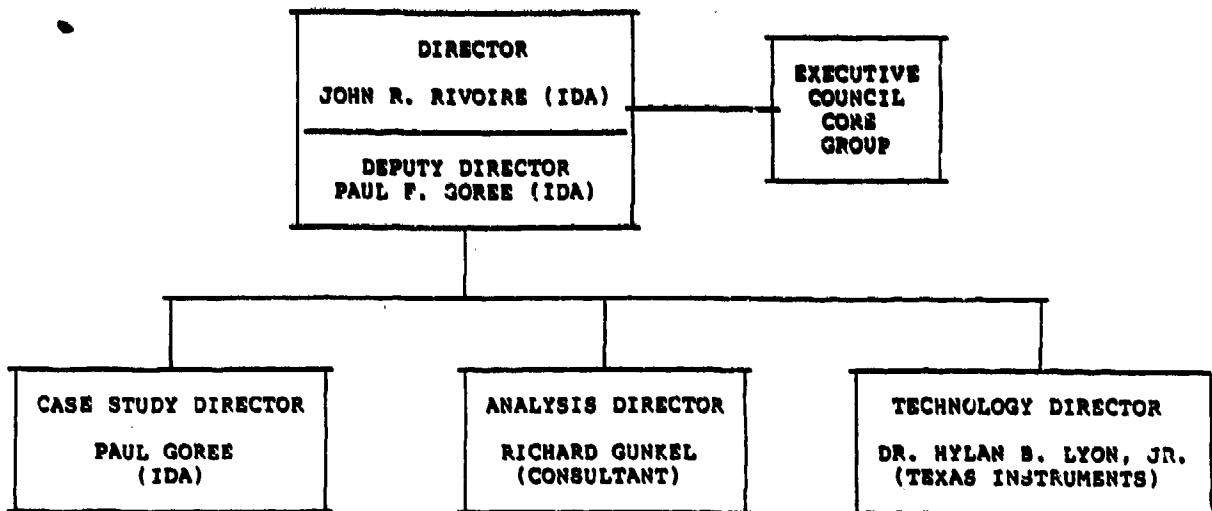 DIRECTOR
JOHN R. RIVOIRE (IDA)
DEPUTY DIRECTOR
PAUL F. GOREE (IDA)
EXECUTIVE
COUNCIL
CORE
GROUP
CASE STUDY DIRECTOR
PAUL GOREE
(IDA)
ANALYSIS DIRECTOR
RICHARD GUNKEL
(CONSULTANT)
TECHNOLOGY DIRECTOR
DR. HYLAN B. LYON, JR.
(TEXAS INSTRUMENTS)